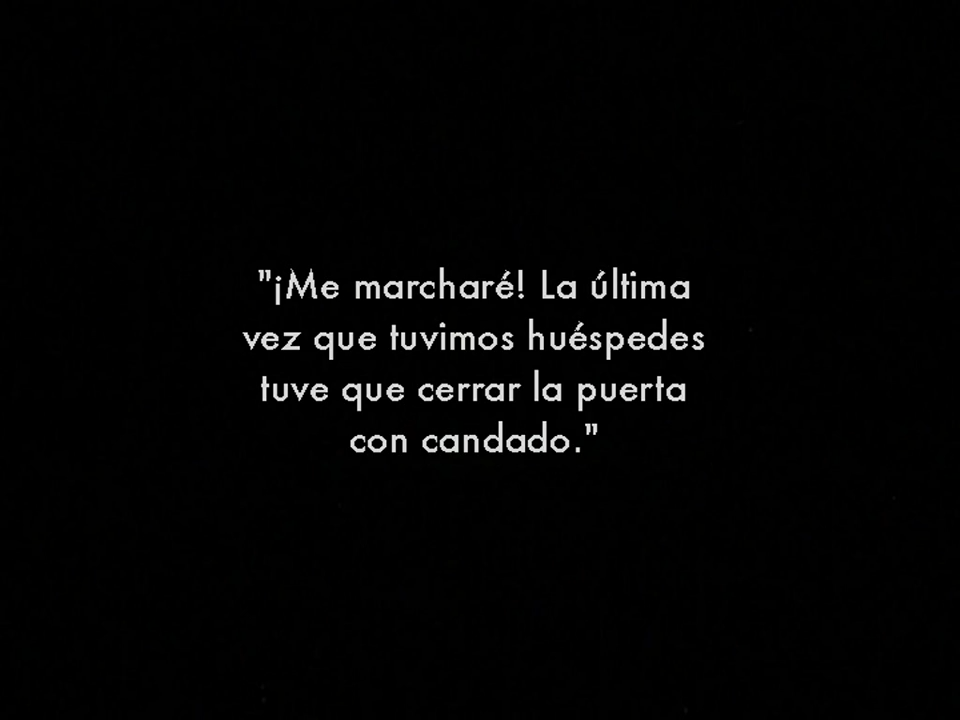 "¡Me marcharé! La última
vez que tuvimos huéspedes
tuve que cerrar la puerta
con candado."